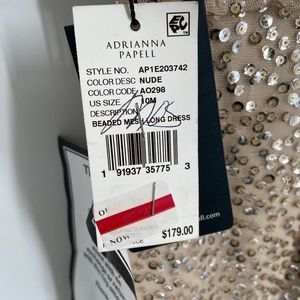 ADRIANNA
PAPELL
STYLE NO. AP1E203742
COLOR DESC NUDE
COLOR CODE: AO298
US SIZE 10M
DESCRIPTION
BEADED MESH LONG DRESS
1 91937 35775 3
NOW
$179.00